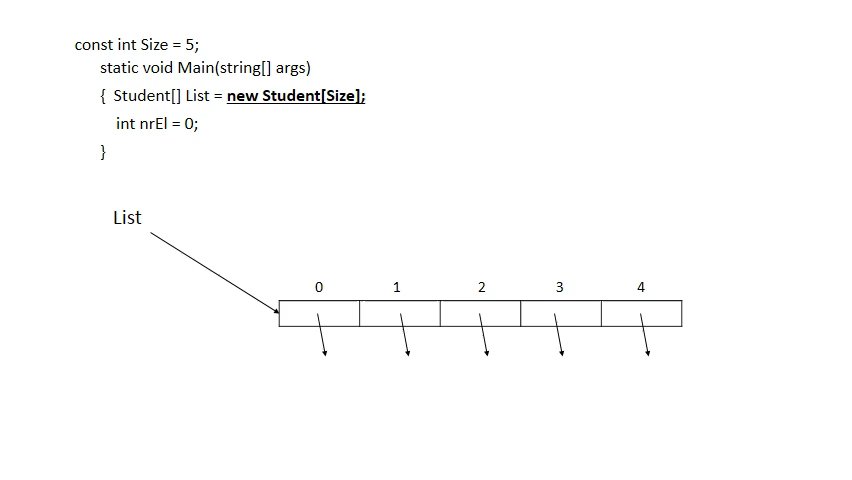 const int Size = 5;
static void Main(string[] args)
{ Student[] List = new Student[Size];
int nrEl = 0;
}
List
0 1 2 3 4